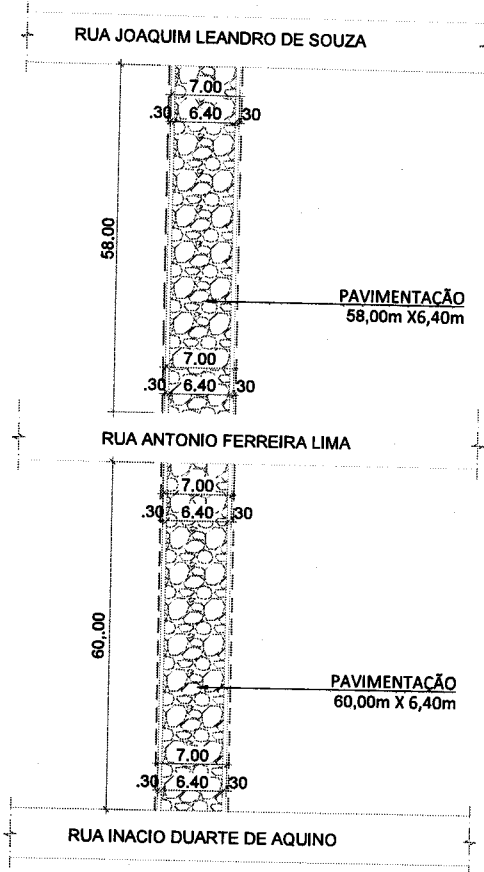 RUA JOAQUIM LEANDRO DE SOUZA
7.00
.30 6.40 30
58.00
PAVIMENTAÇÃO
58,00m X6,40m
7.00
.30 6.40 30
RUA ANTONIO FERREIRA LIMA
7.00
.30 6.40 30
60,.00
PAVIMENTAÇÃO
60,00m X 6,40m
7.00
.30 6.40 30
RUA INACIO DUARTE DE AQUINO